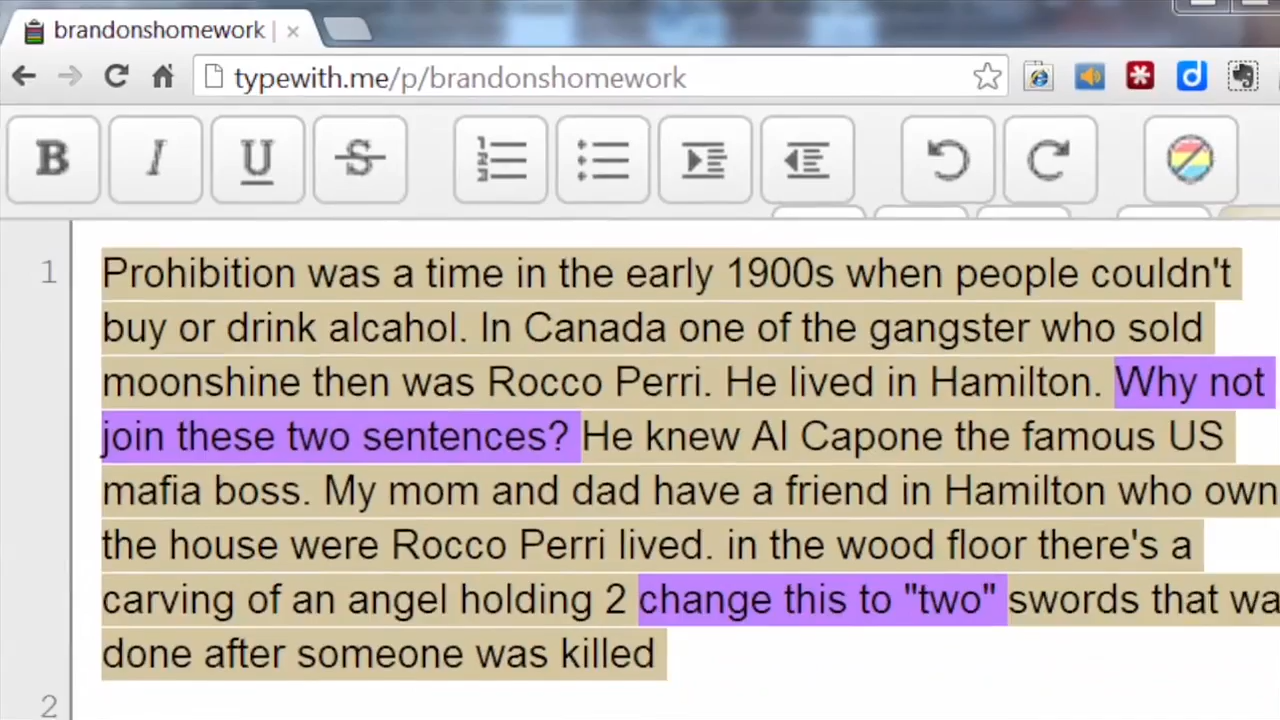 brandonshomework |
typewith.me/p/brandonshomework
B I U S
1 Prohibition was a time in the early 1900s when people couldn't
buy or drink alcahol. In Canada one of the gangster who sold
moonshine then was Rocco Perri. He lived in Hamilton. Why not
join these two sentences? He knew Al Capone the famous US
mafia boss. My mom and dad have a friend in Hamilton who own
the house were Rocco Perri lived. in the wood floor there's a
carving of an angel holding 2 change this to "two" swords that wa
done after someone was killed
2